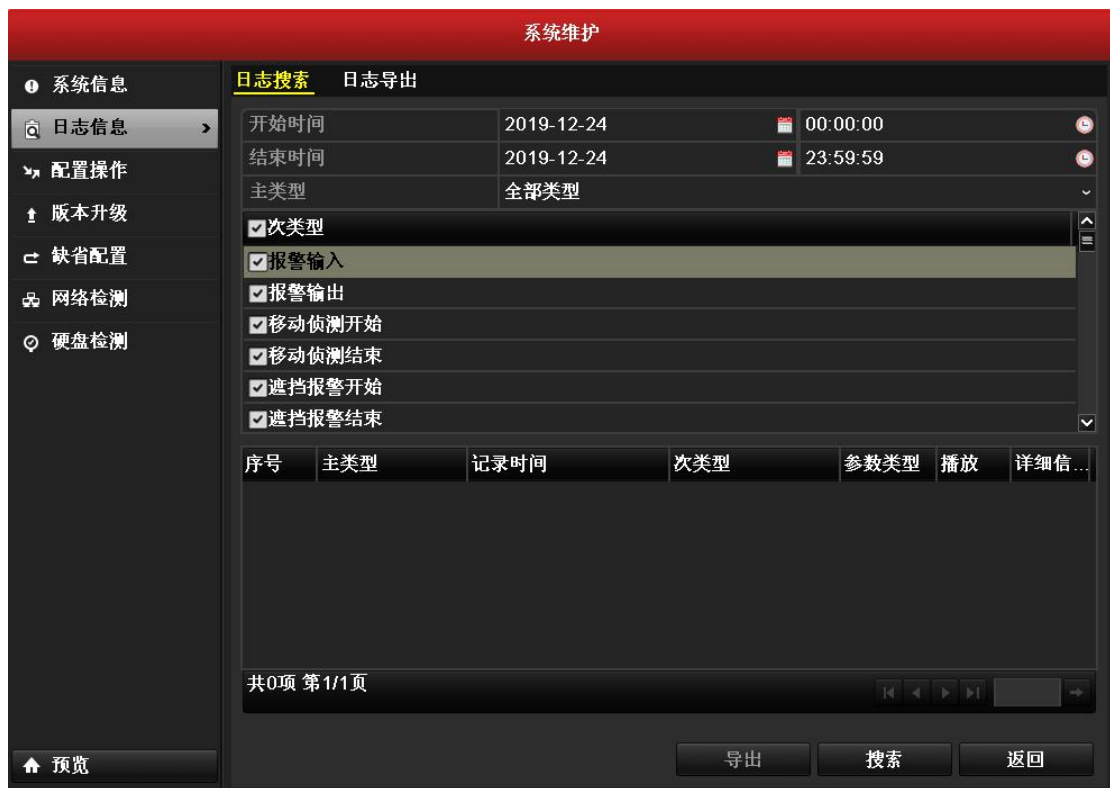 系统维护
系统信息
日志信息
配置操作
版本升级
缺省配置
网络检测
硬盘检测
预览
日志搜索 日志导出
开始时间 2019-12-24 00:00:00
结束时间 2019-12-24 23:59:59
主类型 全部类型
次类型
报警输入
报警输出
移动侦测开始
移动侦测结束
遮挡报警开始
遮挡报警结束
序号 主类型 记录时间 次类型 参数类型 播放 详细信...
共0项 第1/1页
导出 搜索 返回